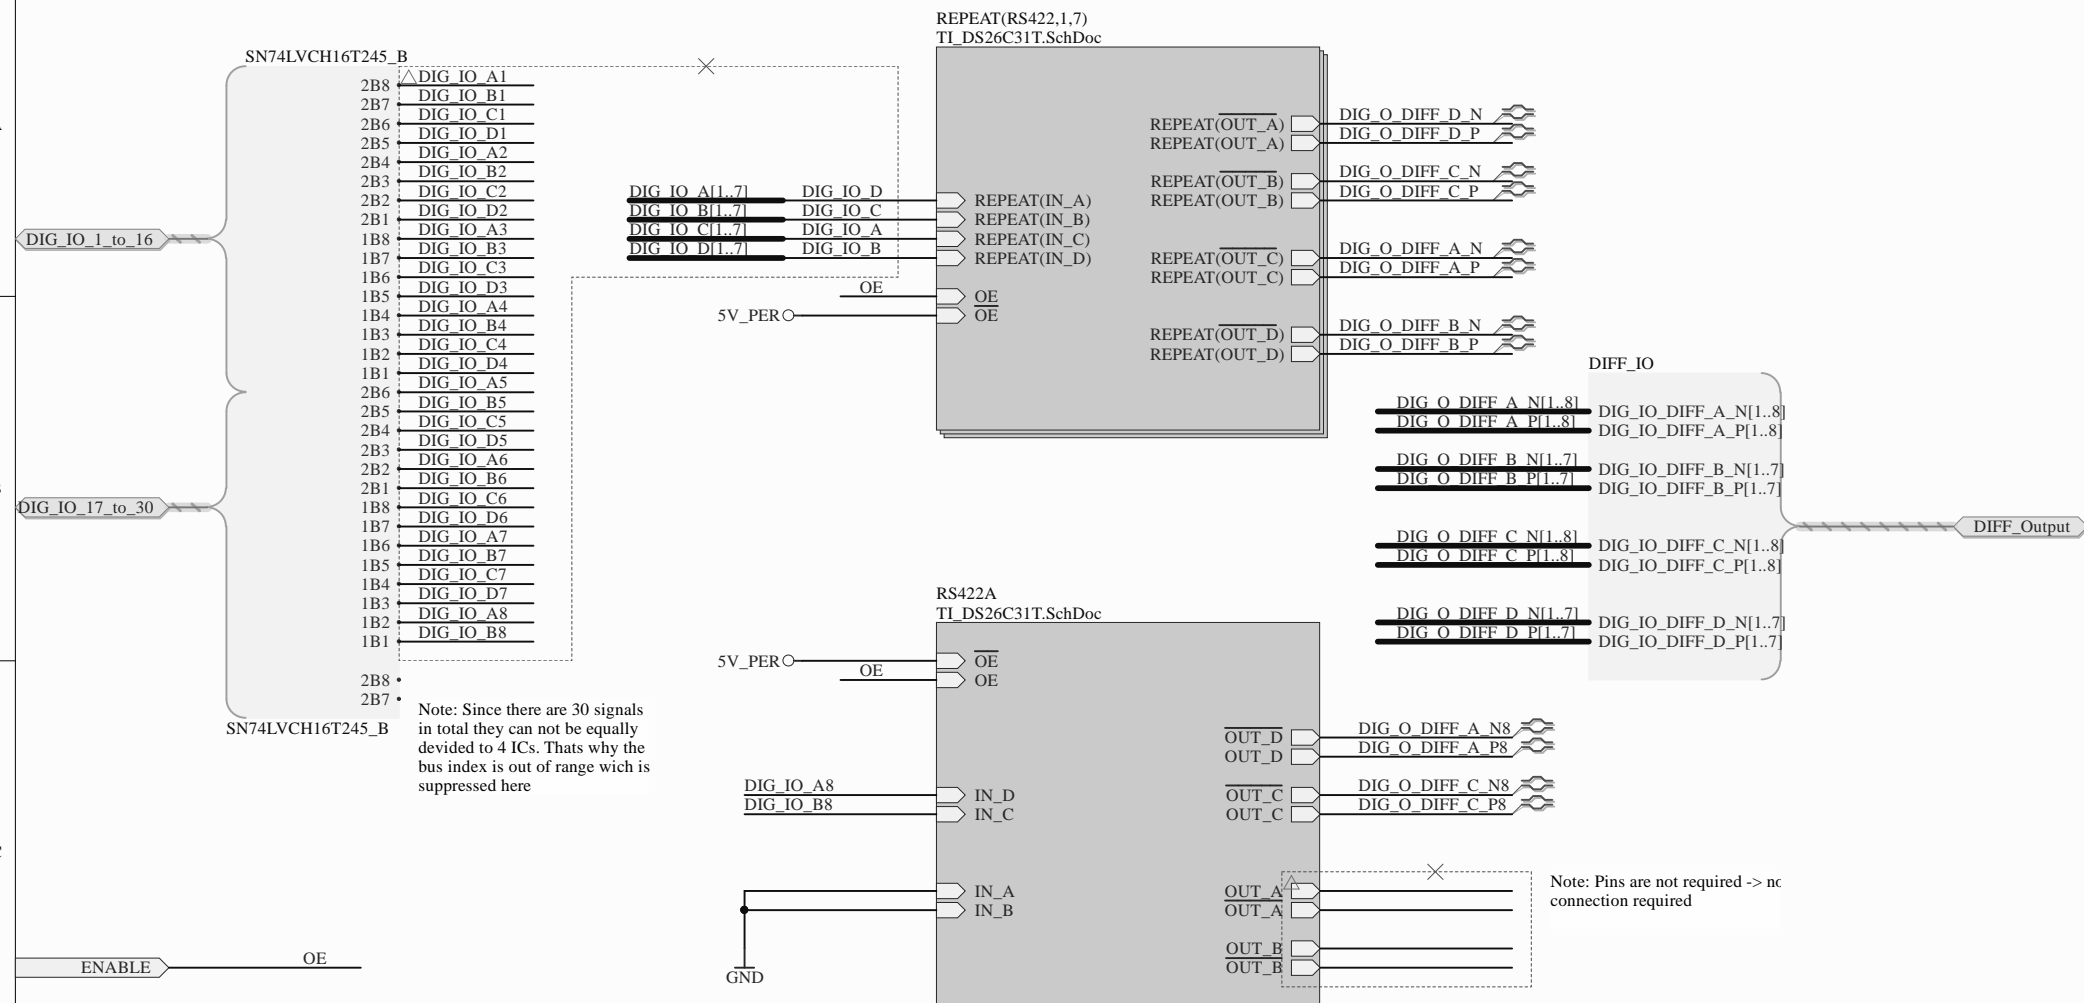 REPEAT(RS422,1,7)
TI_DS26C31T.SchDoc
SN74LVCH16T245_B
2B8 DIG_IO_A1
2B7 DIG_IO_B1
2B6 DIG_IO_C1
2B5 DIG_IO_D1
2B4 DIG_IO_A2
2B3 DIG_IO_B2
2B2 DIG_IO_C2
2B1 DIG_IO_D2
1B8 DIG_IO_A3
1B7 DIG_IO_B3
1B6 DIG_IO_C3
1B5 DIG_IO_D3
1B4 DIG_IO_A4
1B3 DIG_IO_B4
1B2 DIG_IO_C4
1B1 DIG_IO_D4
2B6 DIG_IO_A5
2B5 DIG_IO_B5
2B4 DIG_IO_C5
2B3 DIG_IO_D5
2B2 DIG_IO_A6
2B1 DIG_IO_B6
1B8 DIG_IO_C6
1B7 DIG_IO_D6
1B6 DIG_IO_A7
1B5 DIG_IO_B7
1B4 DIG_IO_C7
1B3 DIG_IO_D7
1B2 DIG_IO_A8
1B1 DIG_IO_B8
2B8
2B7
SN74LVCH16T245_B
DIG_IO_1_to_16
DIG_IO_17_to_30
Note: Since there are 30 signals
in total they can not be equally
devided to 4 ICs. Thats why the
bus index is out of range wich is
suppressed here
ENABLE OE
DIG_IO_A[1..7] DIG_IO_D REPEAT(IN_A)
DIG_IO_B[1..7] DIG_IO_C REPEAT(IN_B)
DIG_IO_C[1..7] DIG_IO_A REPEAT(IN_C)
DIG_IO_D[1..7] DIG_IO_B REPEAT(IN_D)
OE OE
5V_PER OE
REPEAT(OUT_A) DIG_O_DIFF_D_N
REPEAT(OUT_A) DIG_O_DIFF_D_P
REPEAT(OUT_B) DIG_O_DIFF_C_N
REPEAT(OUT_B) DIG_O_DIFF_C_P
REPEAT(OUT_C) DIG_O_DIFF_A_N
REPEAT(OUT_C) DIG_O_DIFF_A_P
REPEAT(OUT_D) DIG_O_DIFF_B_N
REPEAT(OUT_D) DIG_O_DIFF_B_P
DIFF_IO
DIG_O_DIFF_A_N[1..8] DIG_IO_DIFF_A_N[1..8]
DIG_O_DIFF_A_P[1..8] DIG_IO_DIFF_A_P[1..8]
DIG_O_DIFF_B_N[1..7] DIG_IO_DIFF_B_N[1..7]
DIG_O_DIFF_B_P[1..7] DIG_IO_DIFF_B_P[1..7]
DIG_O_DIFF_C_N[1..8] DIG_IO_DIFF_C_N[1..8]
DIG_O_DIFF_C_P[1..8] DIG_IO_DIFF_C_P[1..8]
DIG_O_DIFF_D_N[1..7] DIG_IO_DIFF_D_N[1..7]
DIG_O_DIFF_D_P[1..7] DIG_IO_DIFF_D_P[1..7]
DIFF_Output
RS422A
TI_DS26C31T.SchDoc
5V_PER OE
OE OE
OUT_D DIG_O_DIFF_A_N8
OUT_D DIG_O_DIFF_A_P8
DIG_IO_A8 IN_D OUT_C DIG_O_DIFF_C_N8
DIG_IO_B8 IN_C OUT_C DIG_O_DIFF_C_P8
IN_A OUT_A
IN_B OUT_A
OUT_B
OUT_B
GND
Note: Pins are not required -> no
connection required